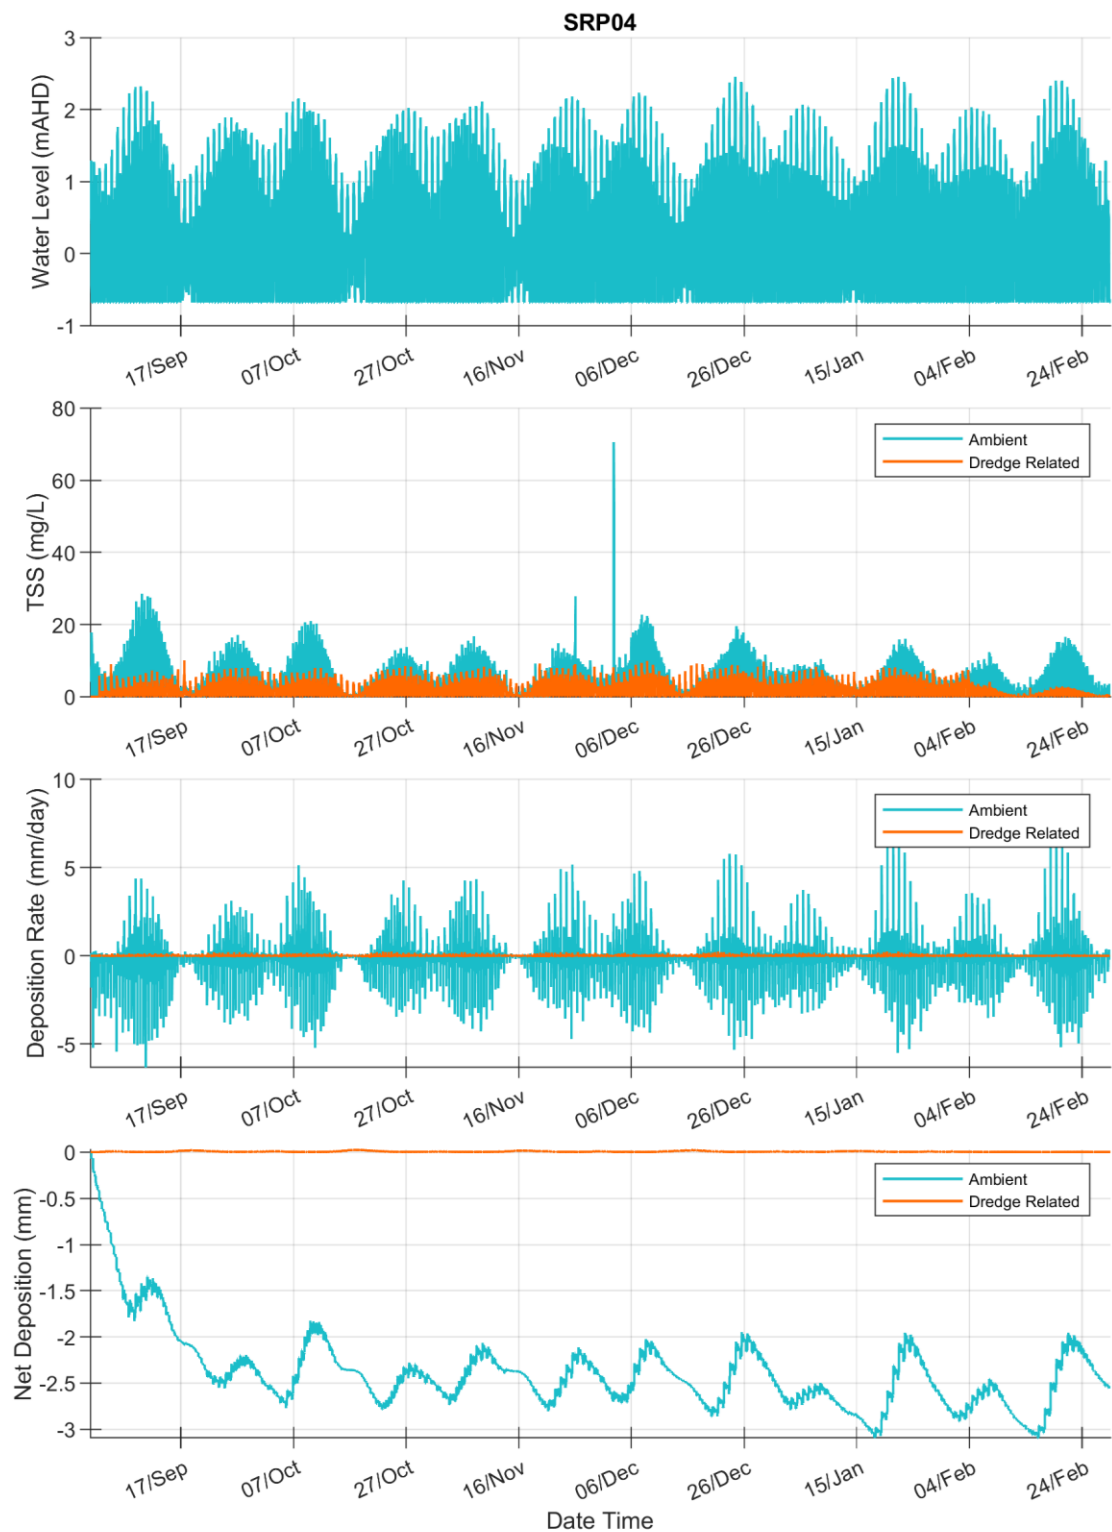 SRP04
Water Level (mAHD)
3
2
1
0
-1
17/Sep 07/Oct 27/Oct 16/Nov 06/Dec 26/Dec 15/Jan 04/Feb 24/Feb
TSS (mg/L)
80
60
40
20
0
Ambient
Dredge Related
17/Sep 07/Oct 27/Oct 16/Nov 06/Dec 26/Dec 15/Jan 04/Feb 24/Feb
Deposition Rate (mm/day)
10
5
0
-5
Ambient
Dredge Related
17/Sep 07/Oct 27/Oct 16/Nov 06/Dec 26/Dec 15/Jan 04/Feb 24/Feb
Net Deposition (mm)
0
-0.5
-1
-1.5
-2
-2.5
-3
Ambient
Dredge Related
17/Sep 07/Oct 27/Oct 16/Nov 06/Dec 26/Dec 15/Jan 04/Feb 24/Feb
Date Time